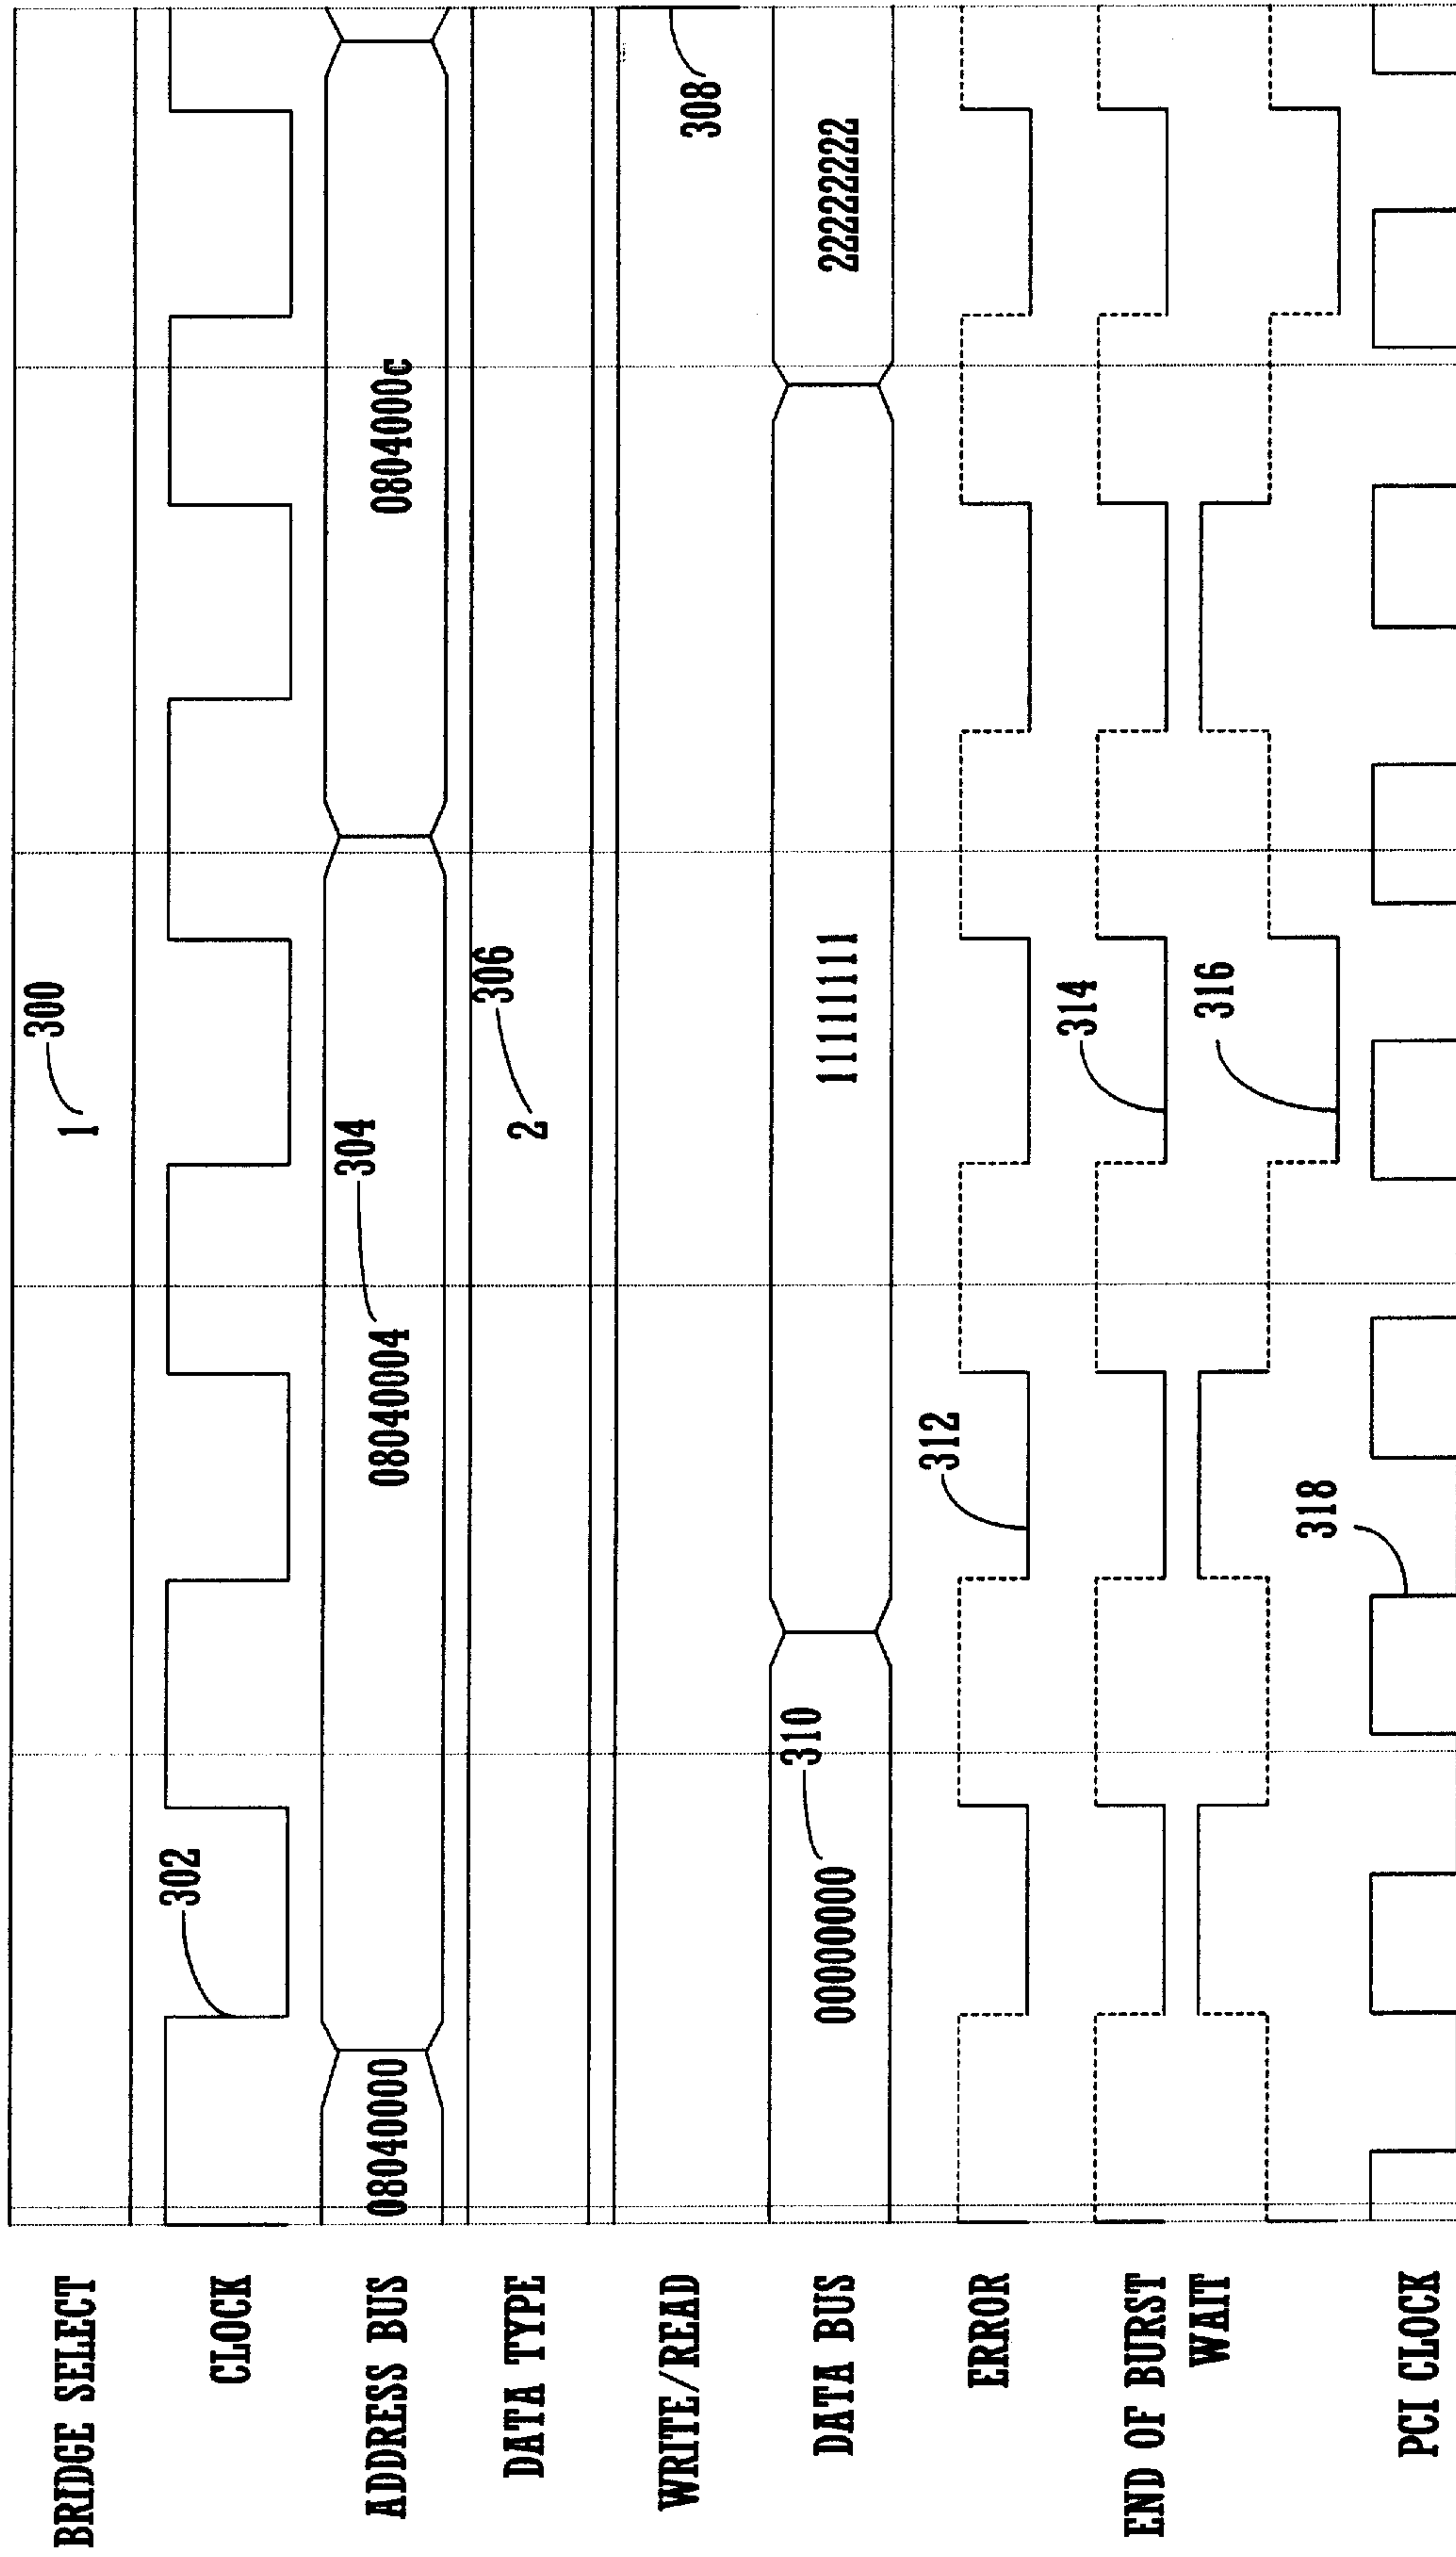 BRIDGE SELECT
1
300
CLOCK
302
ADDRESS BUS
08040000
08040004
304
0804000c
DATA TYPE
2
306
WRITE/READ
308
DATA BUS
00000000
310
11111111
22222222
ERROR
312
END OF BURST
314
WAIT
316
PCI CLOCK
318